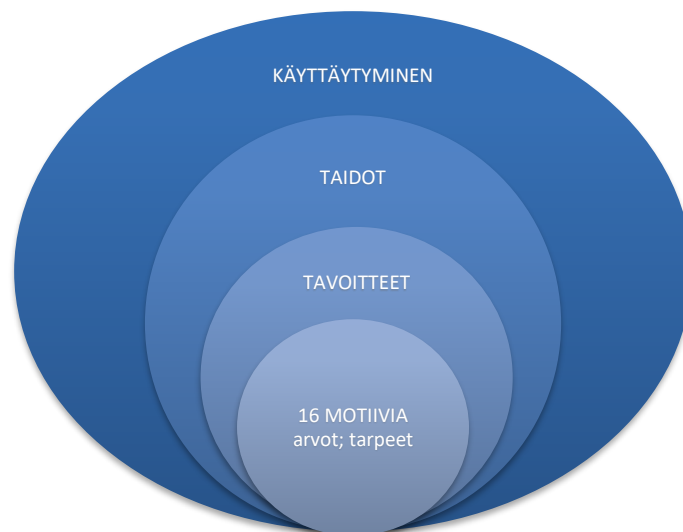 KÄYTTÄYTYMINEN
TAIDOT
TAVOITTEET
16 MOTIIVIA
arvot; tarpeet